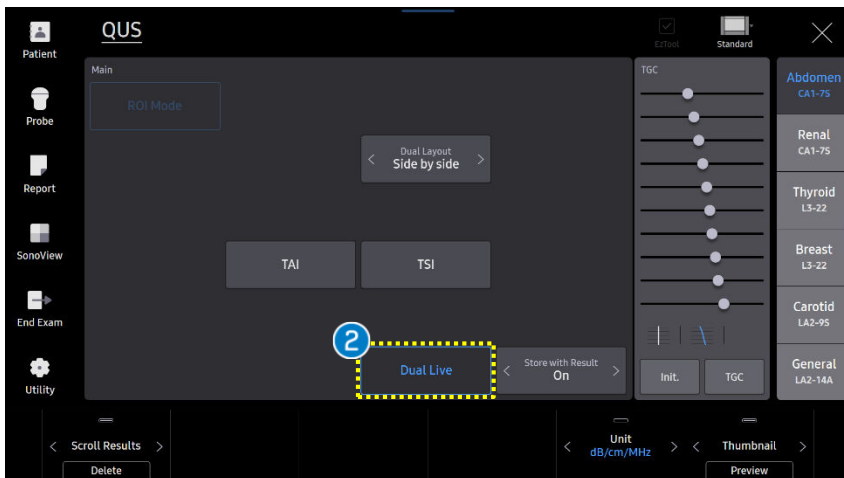 Patient
QUS
EzTool
Standard
Main
ROI Mode
TGC
Abdomen
CA1-7S
Probe
Dual Layout
< Side by side >
Renal
CA1-7S
Report
Thyroid
L3-22
SonoView
TAI
TSI
Breast
L3-22
End Exam
Carotid
LA2-9S
2
Dual Live
Store with Result
< On >
Init.
TGC
General
LA2-14A
Utility
< Scroll Results >
Delete
Unit
< dB/cm/MHz >
< Thumbnail >
Preview